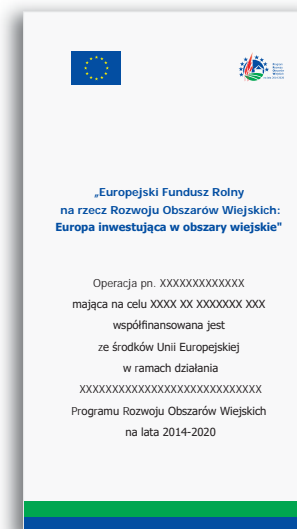 „Europejski Fundusz Rolny
na rzecz Rozwoju Obszarów Wiejskich:
Europa inwestująca w obszary wiejskie"
Operacja pn. XXXXXXXXXXXXX
mająca na celu XXXX XX XXXXXXX XXX
współfinansowana jest
ze środków Unii Europejskiej
w ramach działania
XXXXXXXXXXXXXXXXXXXXXXXXXXXX
Programu Rozwoju Obszarów Wiejskich
na lata 2014-2020